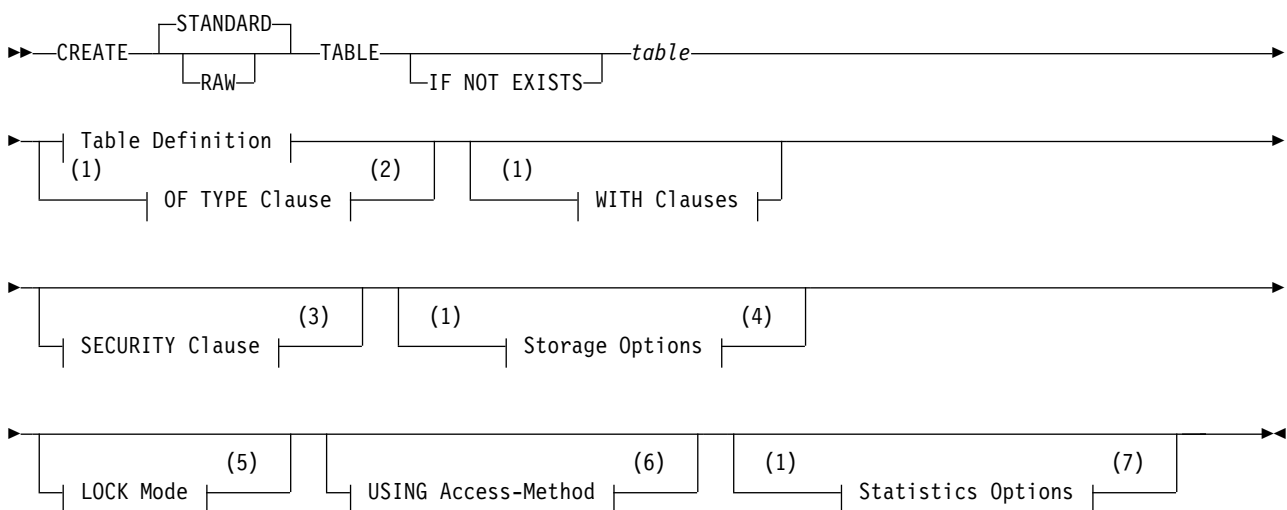 STANDARD
CREATE TABLE table
RAW IF NOT EXISTS
Table Definition
(1) (2) (1)
OF TYPE Clause WITH Clauses
(3) (1) (4)
SECURITY Clause Storage Options
(5) (6) (1) (7)
LOCK Mode USING Access-Method Statistics Options